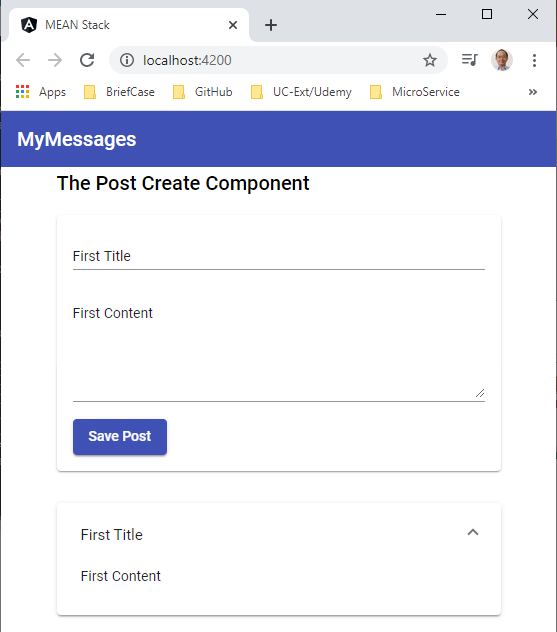 MEAN Stack
localhost:4200
Apps BriefCase GitHub UC-Ext/Udemy MicroService »
MyMessages
The Post Create Component
First Title
First Content
Save Post
First Title
First Content